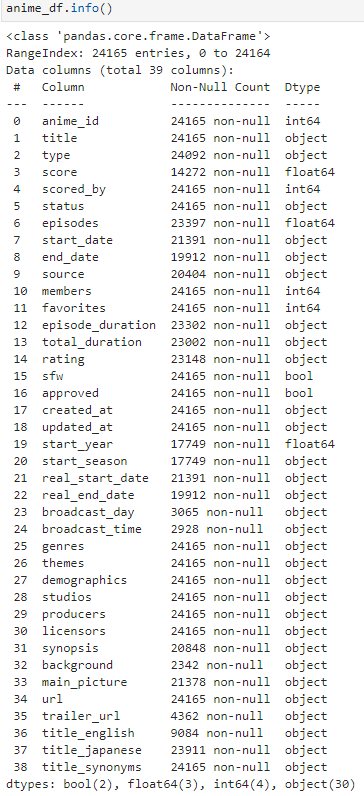 anime_df.info()
<class 'pandas.core.frame.DataFrame'>
RangeIndex: 24165 entries, 0 to 24164
Data columns (total 39 columns):
 #   Column            Non-Null Count  Dtype
---  ------            --------------  -----
 0   anime_id          24165 non-null  int64
 1   title             24165 non-null  object
 2   type              24092 non-null  object
 3   score             14272 non-null  float64
 4   scored_by         24165 non-null  int64
 5   status            24165 non-null  object
 6   episodes          23397 non-null  float64
 7   start_date        21391 non-null  object
 8   end_date          19912 non-null  object
 9   source            20404 non-null  object
 10  members           24165 non-null  int64
 11  favorites         24165 non-null  int64
 12  episode_duration  23302 non-null  object
 13  total_duration    23002 non-null  object
 14  rating            23148 non-null  object
 15  sfw               24165 non-null  bool
 16  approved          24165 non-null  bool
 17  created_at        24165 non-null  object
 18  updated_at        24165 non-null  object
 19  start_year        17749 non-null  float64
 20  start_season      17749 non-null  object
 21  real_start_date   21391 non-null  object
 22  real_end_date     19912 non-null  object
 23  broadcast_day     3065 non-null   object
 24  broadcast_time    2928 non-null   object
 25  genres            24165 non-null  object
 26  themes            24165 non-null  object
 27  demographics      24165 non-null  object
 28  studios           24165 non-null  object
 29  producers         24165 non-null  object
 30  licensors         24165 non-null  object
 31  synopsis          20848 non-null  object
 32  background        2342 non-null   object
 33  main_picture      21378 non-null  object
 34  url               24165 non-null  object
 35  trailer_url       4362 non-null   object
 36  title_english     9084 non-null   object
 37  title_japanese    23911 non-null  object
 38  title_synonyms    24165 non-null  object
dtypes: bool(2), float64(3), int64(4), object(30)